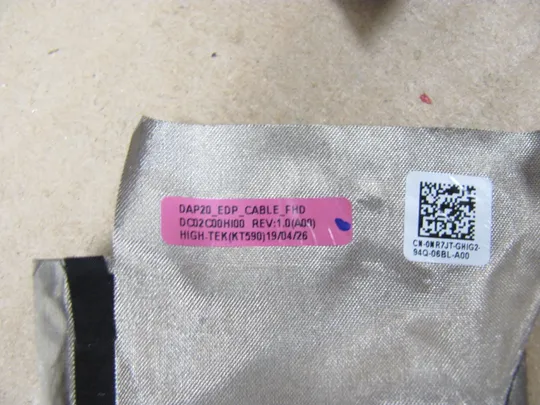 DAP20_EDP_CABLE_FHD
DC02C00HI00 REV:1.0(A00)
HIGH-TEK(KT590)19/04/26
CN-0WR7JT-GHIG2-
94Q-06BL-A00